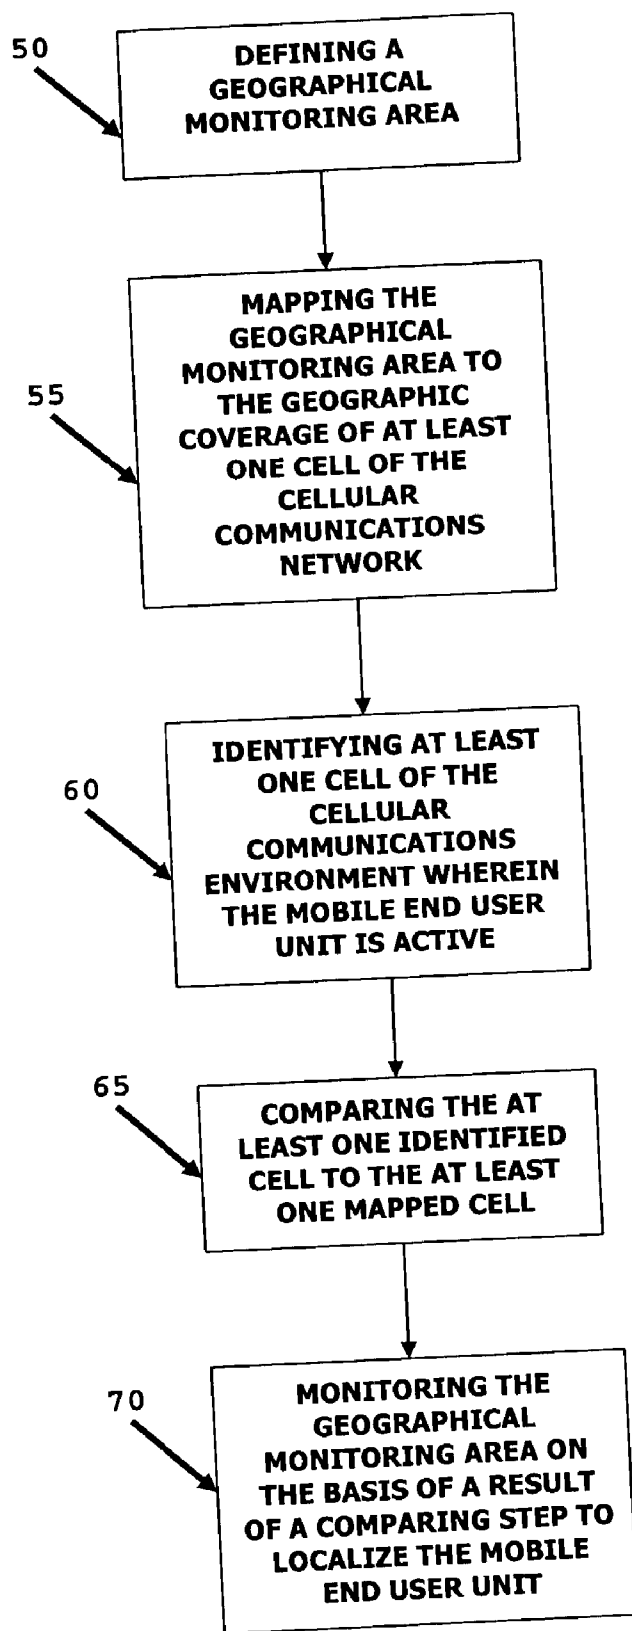 50
DEFINING A
GEOGRAPHICAL
MONITORING AREA
55
MAPPING THE
GEOGRAPHICAL
MONITORING AREA TO
THE GEOGRAPHIC
COVERAGE OF AT LEAST
ONE CELL OF THE
CELLULAR
COMMUNICATIONS
NETWORK
60
IDENTIFYING AT LEAST
ONE CELL OF THE
CELLULAR
COMMUNICATIONS
ENVIRONMENT WHEREIN
THE MOBILE END USER
UNIT IS ACTIVE
65
COMPARING THE AT
LEAST ONE IDENTIFIED
CELL TO THE AT LEAST
ONE MAPPED CELL
70
MONITORING THE
GEOGRAPHICAL
MONITORING AREA ON
THE BASIS OF A RESULT
OF A COMPARING STEP TO
LOCALIZE THE MOBILE
END USER UNIT